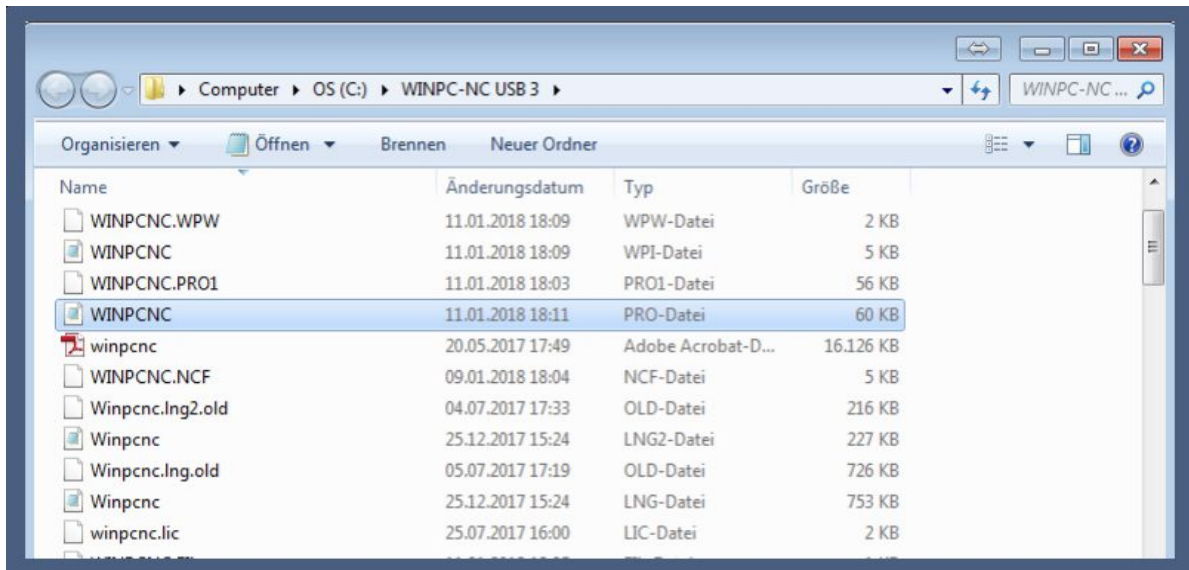 Computer OS (C:) WINPC-NC USB 3 WINPC-NC ...
Organisieren Öffnen Brennen Neuer Ordner
Name Änderungsdatum Typ Größe
WINPCNC.WPW 11.01.2018 18:09 WPW-Datei 2 KB
WINPCNC 11.01.2018 18:09 WPI-Datei 5 KB
WINPCNC.PRO1 11.01.2018 18:03 PRO1-Datei 56 KB
WINPCNC 11.01.2018 18:11 PRO-Datei 60 KB
winpcnc 20.05.2017 17:49 Adobe Acrobat-D... 16.126 KB
WINPCNC.NCF 09.01.2018 18:04 NCF-Datei 5 KB
Winpcnc.lng2.old 04.07.2017 17:33 OLD-Datei 216 KB
Winpcnc 25.12.2017 15:24 LNG2-Datei 227 KB
Winpcnc.lng.old 05.07.2017 17:19 OLD-Datei 726 KB
Winpcnc 25.12.2017 15:24 LNG-Datei 753 KB
winpcnc.lic 25.07.2017 16:00 LIC-Datei 2 KB